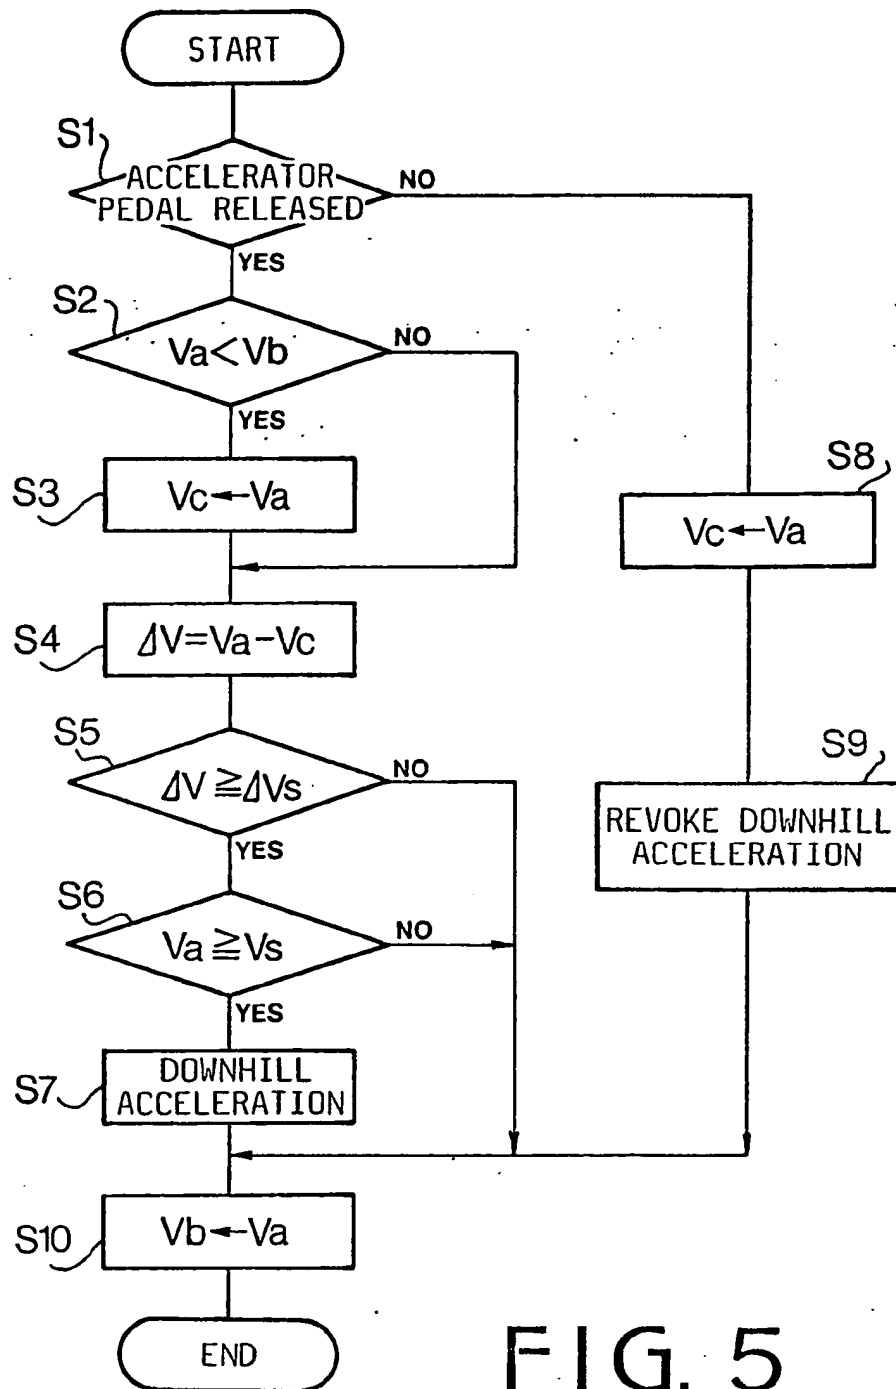 START
S1
ACCELERATOR
PEDAL RELEASED
NO
YES
S2
Va<Vb
NO
YES
S3
Vc←Va
S8
Vc←Va
S4
ΔV=Va-Vc
S5
ΔV≧ΔVs
NO
YES
S9
REVOKE DOWNHILL
ACCELERATION
S6
Va≧Vs
NO
YES
S7
DOWNHILL
ACCELERATION
S10
Vb←Va
END
FIG. 5